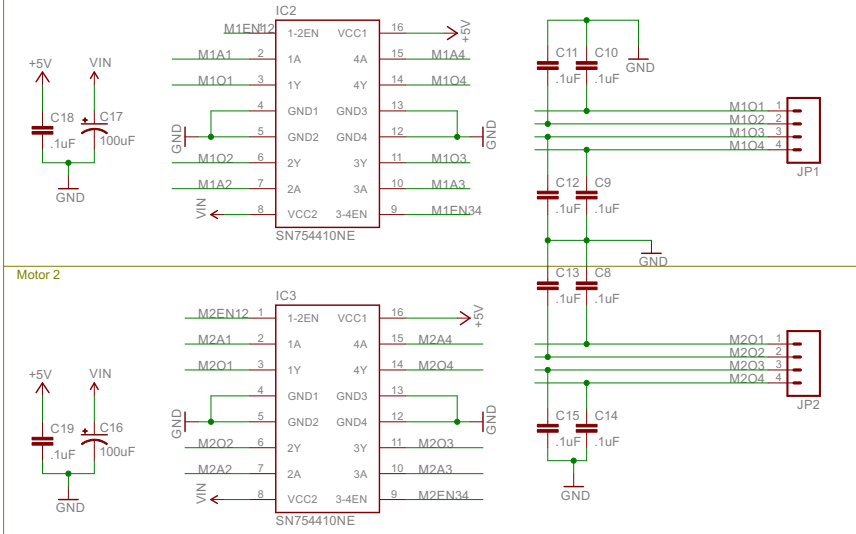 IC2
M1EN12 1 1-2EN VCC1 16 +5V
M1A1 2 1A 4A 15 M1A4
M1O1 3 1Y 4Y 14 M1O4
GND 4 GND1 GND3 13 GND
5 GND2 GND4 12
M1O2 6 2Y 3Y 11 M1O3
M1A2 7 2A 3A 10 M1A3
VIN 8 VCC2 3-4EN 9 M1EN34
SN754410NE
+5V VIN
C18 C17
.1uF 100uF
GND
C11 C10
.1uF .1uF
GND
M1O1 1
M1O2 2
M1O3 3
M1O4 4
JP1
C12 C9
.1uF .1uF
GND
Motor 2
C13 C8
.1uF .1uF
IC3
M2EN12 1 1-2EN VCC1 16 +5V
M2A1 2 1A 4A 15 M2A4
M2O1 3 1Y 4Y 14 M2O4
GND 4 GND1 GND3 13 GND
5 GND2 GND4 12
M2O2 6 2Y 3Y 11 M2O3
M2A2 7 2A 3A 10 M2A3
VIN 8 VCC2 3-4EN 9 M2EN34
SN754410NE
+5V VIN
C19 C16
.1uF 100uF
GND
M2O1 1
M2O2 2
M2O3 3
M2O4 4
JP2
C15 C14
.1uF .1uF
GND